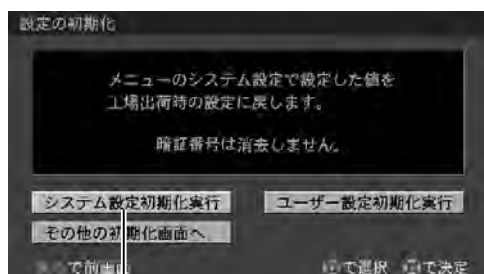 設定の初期化
メニューのシステム設定で設定した値を
工場出荷時の設定に戻します。
暗証番号は消去しません。
システム設定初期化実行 ユーザー設定初期化実行
その他の初期化画面へ
で前画面 で選択 で決定